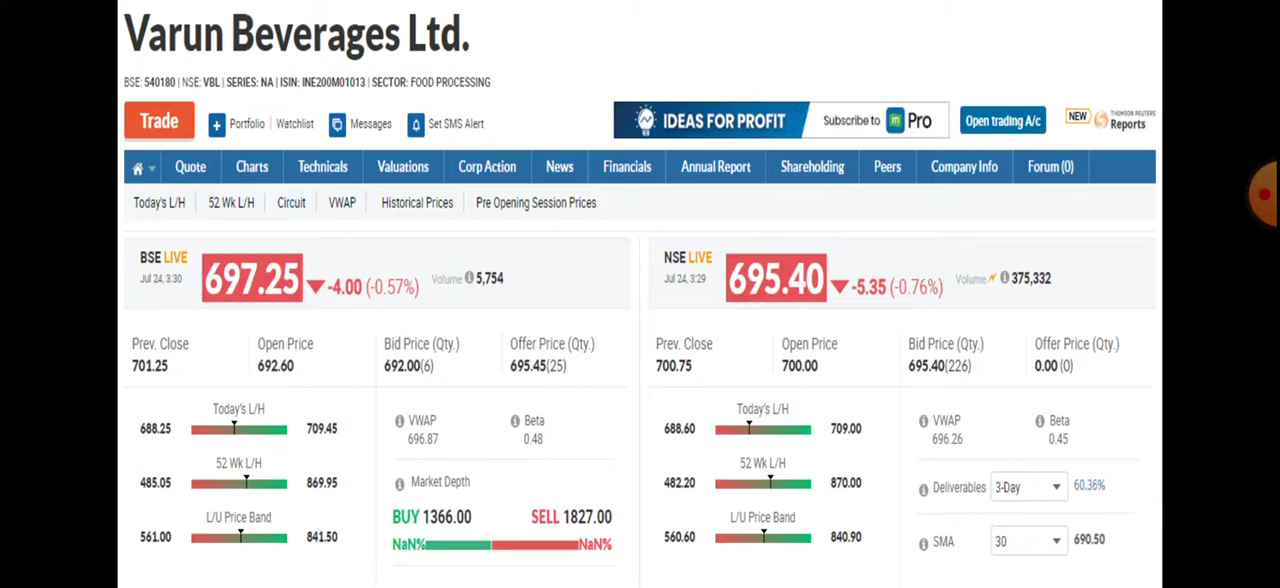 Varun Beverages Ltd.
BSE: 540180 | NSE: VBL | SERIES: NA | ISIN: INE200M01013 | SECTOR: FOOD PROCESSING
Trade + Portfolio | Watchlist Messages Set SMS Alert IDEAS FOR PROFIT Subscribe to m Pro Open trading A/c NEW THOMSON REUTERS Reports
Quote Charts Technicals Valuations Corp Action News Financials Annual Report Shareholding Peers Company Info Forum (0)
Today's L/H 52 Wk L/H Circuit VWAP Historical Prices Pre Opening Session Prices
BSE LIVE
Jul 24, 3:30
697.25 -4.00 (-0.57%) Volume 5,754
Prev. Close Open Price Bid Price (Qty.) Offer Price (Qty.)
701.25 692.60 692.00(6) 695.45(25)
Today's L/H
688.25 709.45
52 Wk L/H
485.05 869.95
L/U Price Band
561.00 841.50
VWAP Beta
696.87 0.48
Market Depth
BUY 1366.00 SELL 1827.00
NaN% NaN%
NSE LIVE
Jul 24, 3:29
695.40 -5.35 (-0.76%) Volume 375,332
Prev. Close Open Price Bid Price (Qty.) Offer Price (Qty.)
700.75 700.00 695.40(226) 0.00 (0)
Today's L/H
688.60 709.00
52 Wk L/H
482.20 870.00
L/U Price Band
560.60 840.90
VWAP Beta
696.26 0.45
Deliverables 3-Day 60.36%
SMA 30 690.50